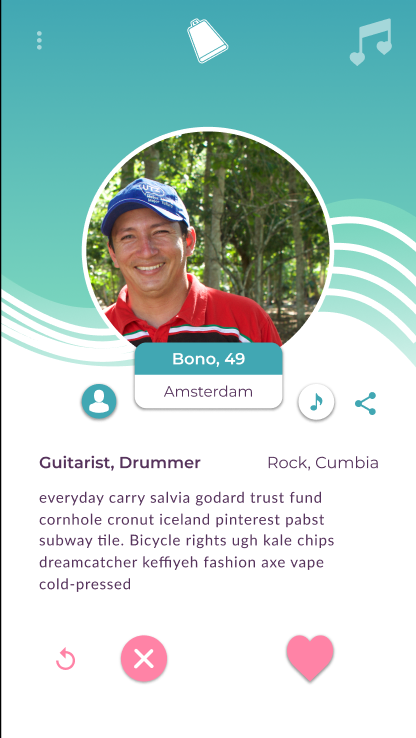 UTZ
Bono, 49
Amsterdam
Guitarist, Drummer
Rock, Cumbia
everyday carry salvia godard trust fund
cornhole cronut iceland pinterest pabst
subway tile. Bicycle rights ugh kale chips
dreamcatcher keffiyeh fashion axe vape
cold-pressed